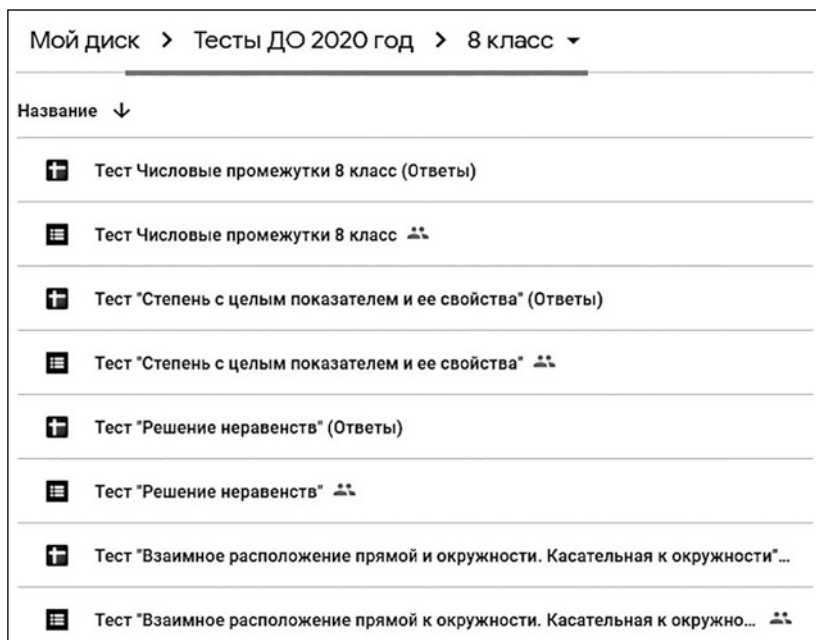 Мой диск > Тесты ДО 2020 год > 8 класс
Название
Тест Числовые промежутки 8 класс (Ответы)
Тест Числовые промежутки 8 класс
Тест "Степень с целым показателем и ее свойства" (Ответы)
Тест "Степень с целым показателем и ее свойства"
Тест "Решение неравенств" (Ответы)
Тест "Решение неравенств"
Тест "Взаимное расположение прямой и окружности. Касательная к окружности"...
Тест "Взаимное расположение прямой к окружности. Касательная к окружно...